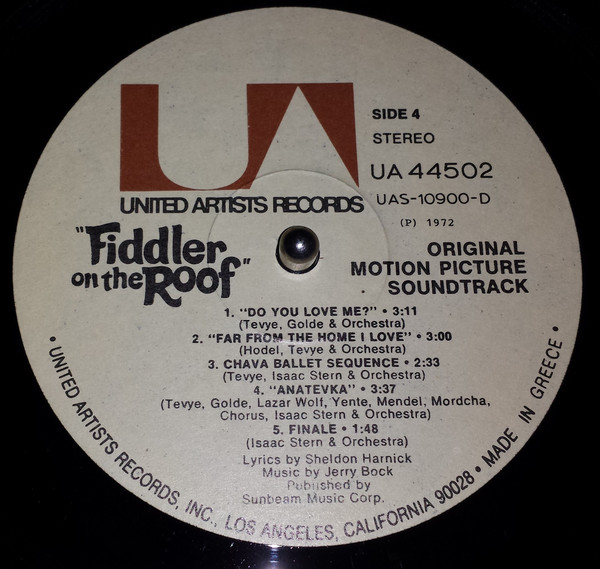 UA
SIDE 4
STEREO
UA 44502
UNITED ARTISTS RECORDS
UAS-10900-D
(P) 1972
"Fiddler
on the Roof"
ORIGINAL
MOTION PICTURE
SOUNDTRACK
1. "DO YOU LOVE ME?" • 3:11
(Tevye, Golde & Orchestra)
2. "FAR FROM THE HOME I LOVE" • 3:00
(Hodel, Tevye & Orchestra)
3. CHAVA BALLET SEQUENCE • 2:33
(Tevye, Isaac Stern & Orchestra)
4. "ANATEVKA" • 3:37
(Tevye, Golde, Lazar Wolf, Yente, Mendel, Mordcha,
Chorus, Isaac Stern & Orchestra)
5. FINALE • 1:48
(Isaac Stern & Orchestra)
Lyrics by Sheldon Harnick
Music by Jerry Bock
Published by
Sunbeam Music Corp.
• UNITED ARTISTS RECORDS, INC., LOS ANGELES, CALIFORNIA 90028 • MADE IN GREECE •